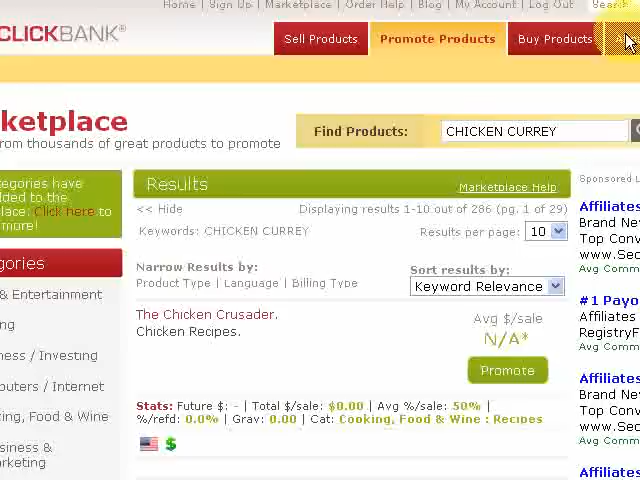 Home | Sign Up | Marketplace | Order Help | Blog | My Account | Log Out Search
CLICKBANK®
Sell Products
Promote Products
Buy Products
ketplace
rom thousands of great products to promote
Find Products:
CHICKEN CURREY
tegories have
dded to the
place: Click here to
more!
Results
Marketplace Help
<< Hide
Displaying results 1-10 out of 286 (pg. 1 of 29)
Keywords: CHICKEN CURREY
Results per page: 10
Narrow Results by:
Product Type | Language | Billing Type
Sort results by:
Keyword Relevance
The Chicken Crusader.
Chicken Recipes.
Avg $/sale
N/A*
Promote
Stats: Future $: - | Total $/sale: $0.00 | Avg %/sale: 50% |
%/refd: 0.0% | Grav: 0.00 | Cat: Cooking, Food & Wine : Recipes
$
gories
& Entertainment
ng
ness / Investing
puters / Internet
ing, Food & Wine
usiness &
arketing
Sponsored L
Affiliates
Brand Ne
Top Conv
www.Sec
Avg Comm
#1 Payo
Affiliates
RegistryF
Avg Comm
Affiliates
Brand Ne
Top Conv
www.Sec
Avg Comm
Affiliates